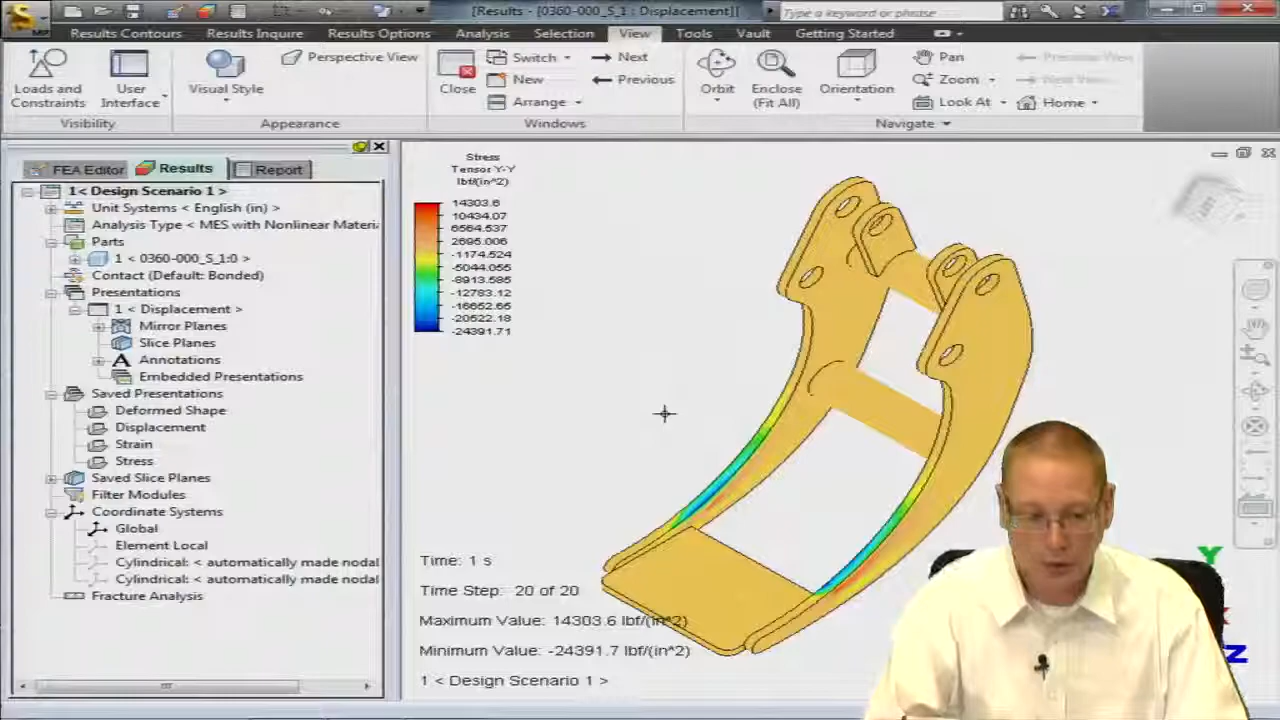 [Results - [0360-000_S_1 : Displacement]]
Type a keyword or phrase
Results Contours
Results Inquire
Results Options
Analysis
Selection
View
Tools
Vault
Getting Started
Loads and
Constraints
User
Interface
Visibility
Visual Style
Perspective View
Appearance
Close
Switch
New
Arrange
Next
Previous
Windows
Orbit
Enclose
(Fit All)
Orientation
Pan
Zoom
Look At
Previous View
Next View
Home
Navigate
FEA Editor
Results
Report
1< Design Scenario 1 >
Unit Systems < English (in) >
Analysis Type < MES with Nonlinear Materi
Parts
1 < 0360-000_S_1:0 >
Contact (Default: Bonded)
Presentations
1 < Displacement >
Mirror Planes
Slice Planes
Annotations
Embedded Presentations
Saved Presentations
Deformed Shape
Displacement
Strain
Stress
Saved Slice Planes
Filter Modules
Coordinate Systems
Global
Element Local
Cylindrical: < automatically made nodal
Cylindrical: < automatically made nodal
Fracture Analysis
Stress
Tensor Y-Y
lbf/(in^2)
14303.6
10434.07
6564.537
2695.006
-1174.524
-5044.055
-8913.585
-12783.12
-16652.65
-20522.18
-24391.71
Time: 1 s
Time Step: 20 of 20
Maximum Value: 14303.6 lbf/(in^2)
Minimum Value: -24391.7 lbf/(in^2)
1 < Design Scenario 1 >
Y
Z